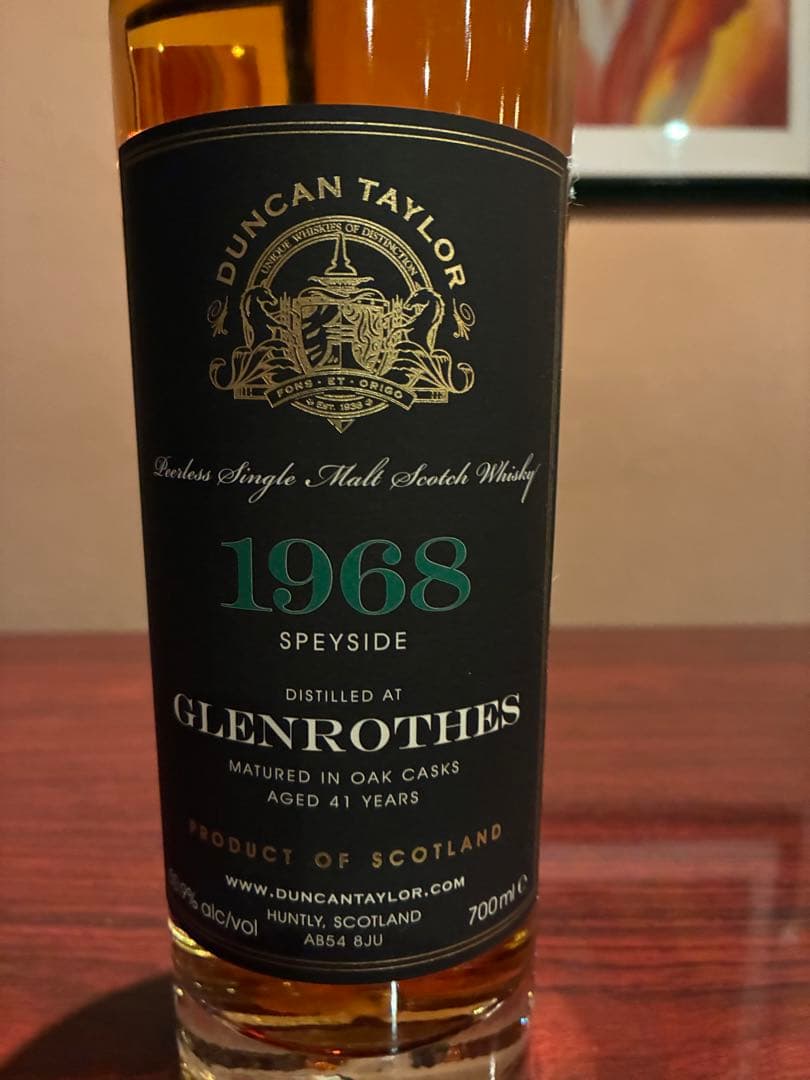 DUNCAN TAYLOR
UNIQUE WHISKIES OF DISTINCTION
FONS · ET · ORIGO
EST. 1938
Peerless Single Malt Scotch Whisky
1968
SPEYSIDE
DISTILLED AT
GLENROTHES
MATURED IN OAK CASKS
AGED 41 YEARS
PRODUCT OF SCOTLAND
WWW.DUNCANTAYLOR.COM
alc/vol HUNTLY, SCOTLAND 700ml e
AB54 8JU